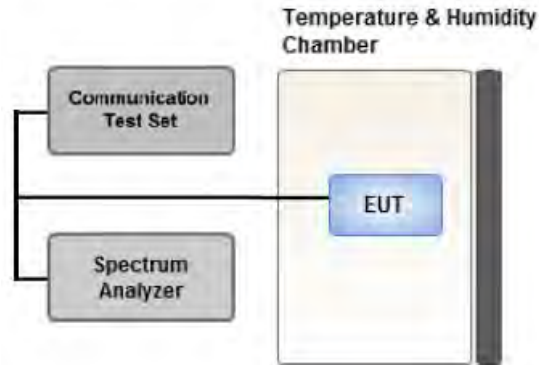 Temperature & Humidity
Chamber
Communication
Test Set
EUT
Spectrum
Analyzer